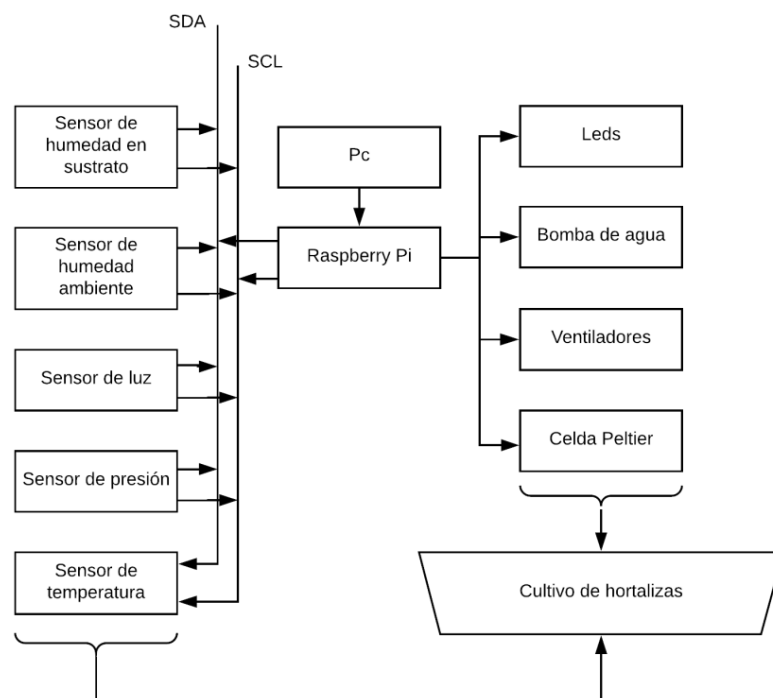 SDA
SCL
Sensor de
humedad en
sustrato
Pc
Leds
Sensor de
humedad
ambiente
Raspberry Pi
Bomba de agua
Sensor de luz
Ventiladores
Sensor de presión
Celda Peltier
Sensor de
temperatura
Cultivo de hortalizas